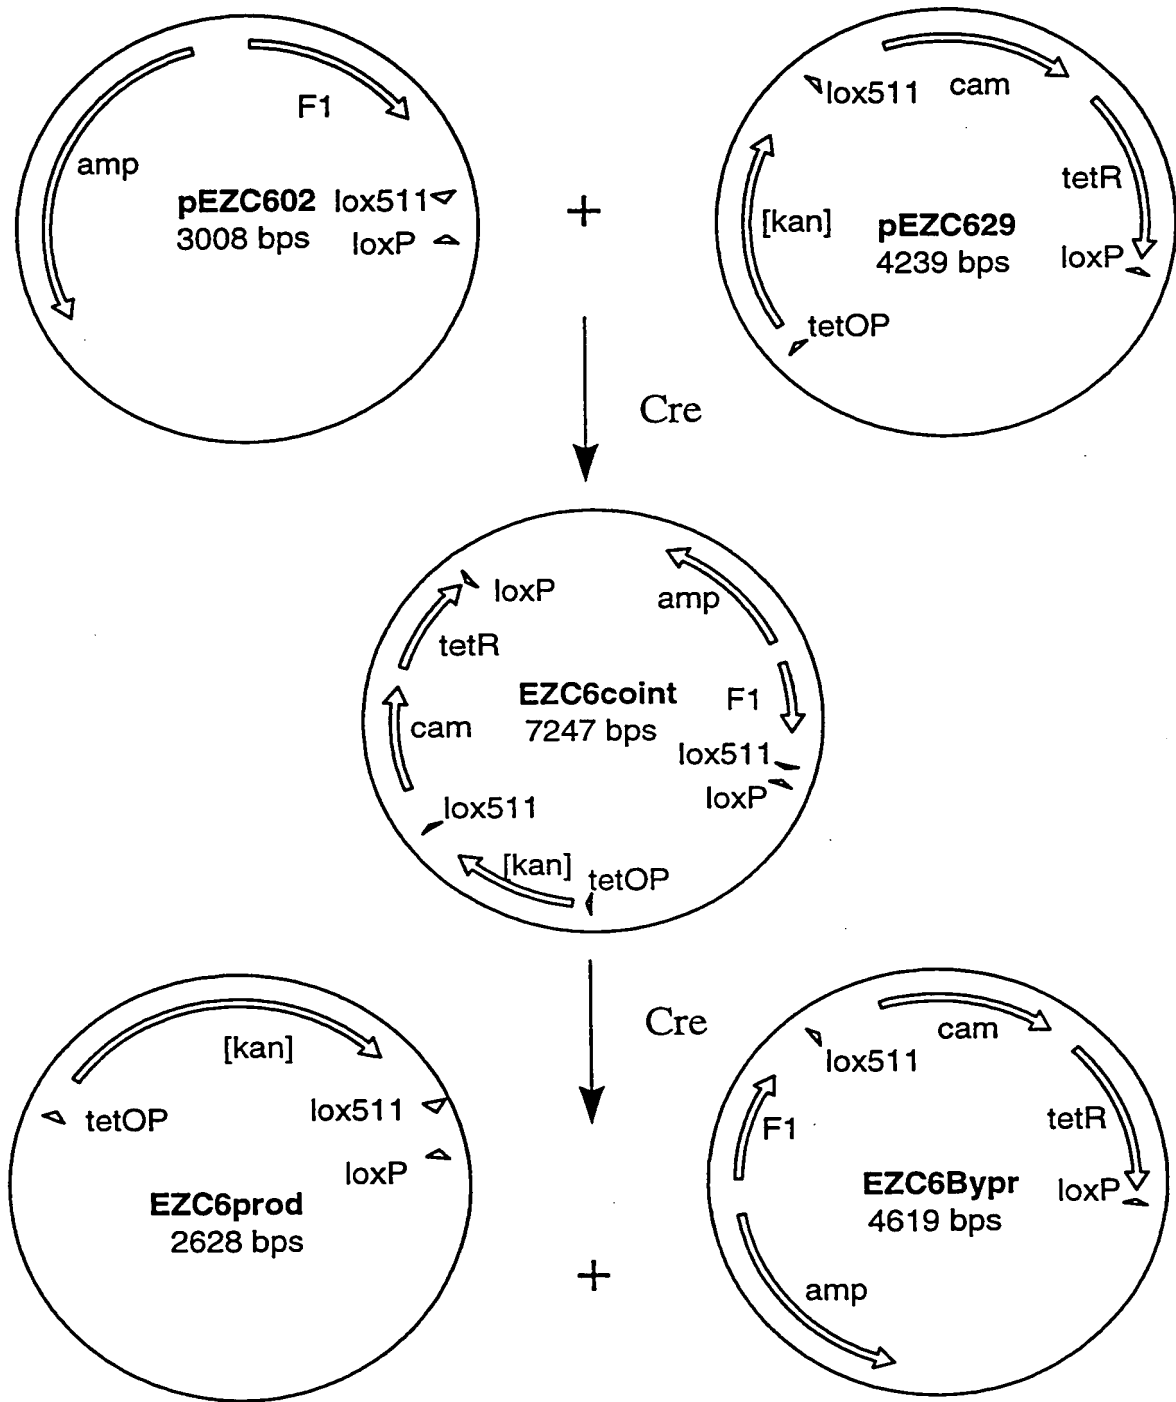 F1
amp
pEZC602
3008 bps
lox511
loxP
+
lox511
cam
tetR
[kan]
pEZC629
4239 bps
loxP
tetOP
Cre
loxP
amp
tetR
EZC6coint
7247 bps
F1
cam
lox511
loxP
lox511
[kan]
tetOP
Cre
[kan]
tetOP
lox511
loxP
EZC6prod
2628 bps
+
cam
lox511
F1
tetR
EZC6Bypr
4619 bps
loxP
amp